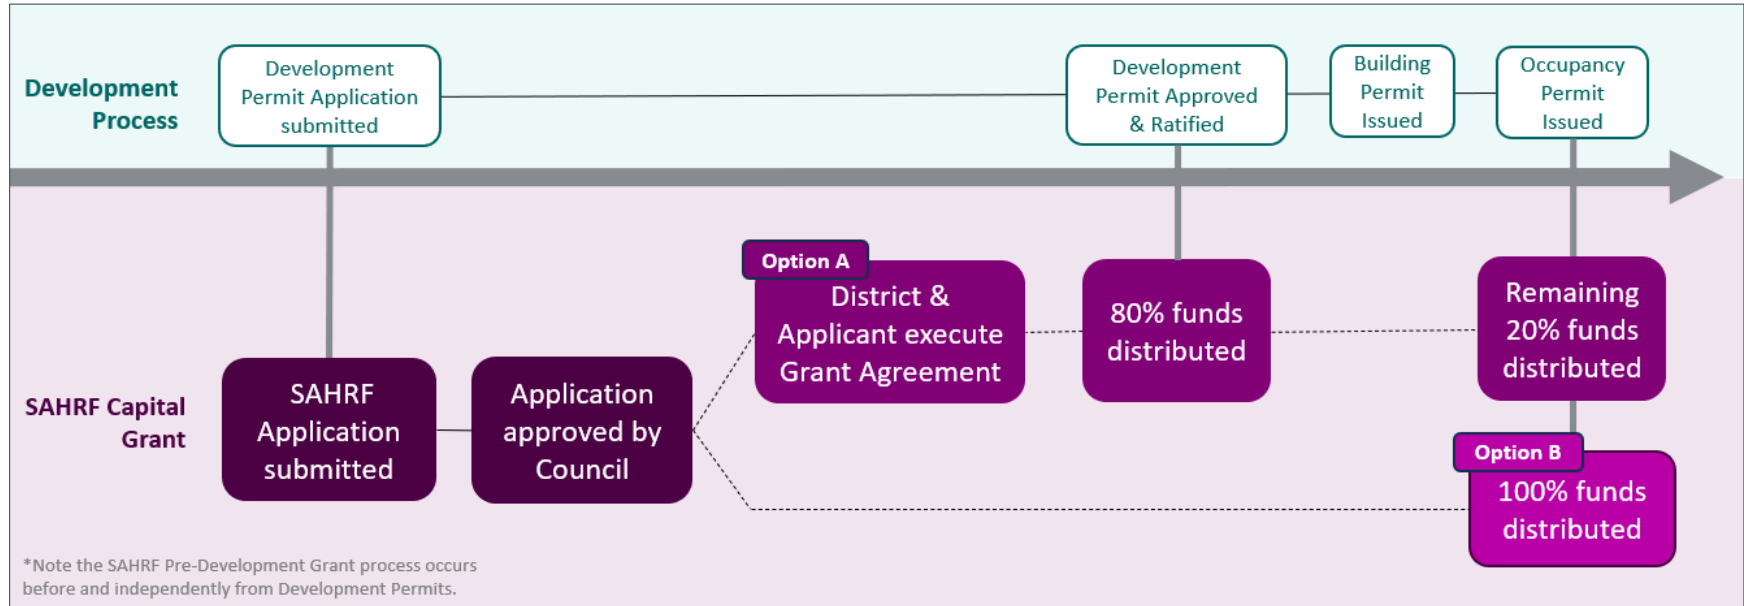 Development
Process
Development
Permit Application
submitted
Development
Permit Approved
& Ratified
Building
Permit
Issued
Occupancy
Permit
Issued
SAHRF Capital
Grant
SAHRF
Application
submitted
Application
approved by
Council
Option A
District &
Applicant execute
Grant Agreement
80% funds
distributed
Remaining
20% funds
distributed
Option B
100% funds
distributed
*Note the SAHRF Pre-Development Grant process occurs
before and independently from Development Permits.